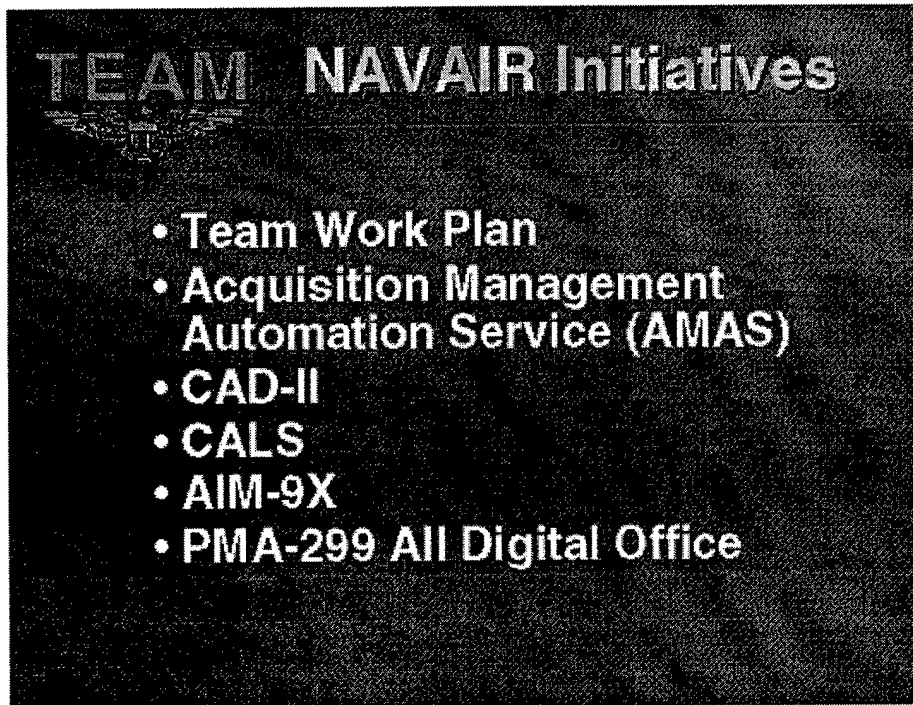 TEAM NAVAIR Initiatives
• Team Work Plan
• Acquisition Management
Automation Service (AMAS)
• CAD-II
• CALS
• AIM-9X
• PMA-299 All Digital Office